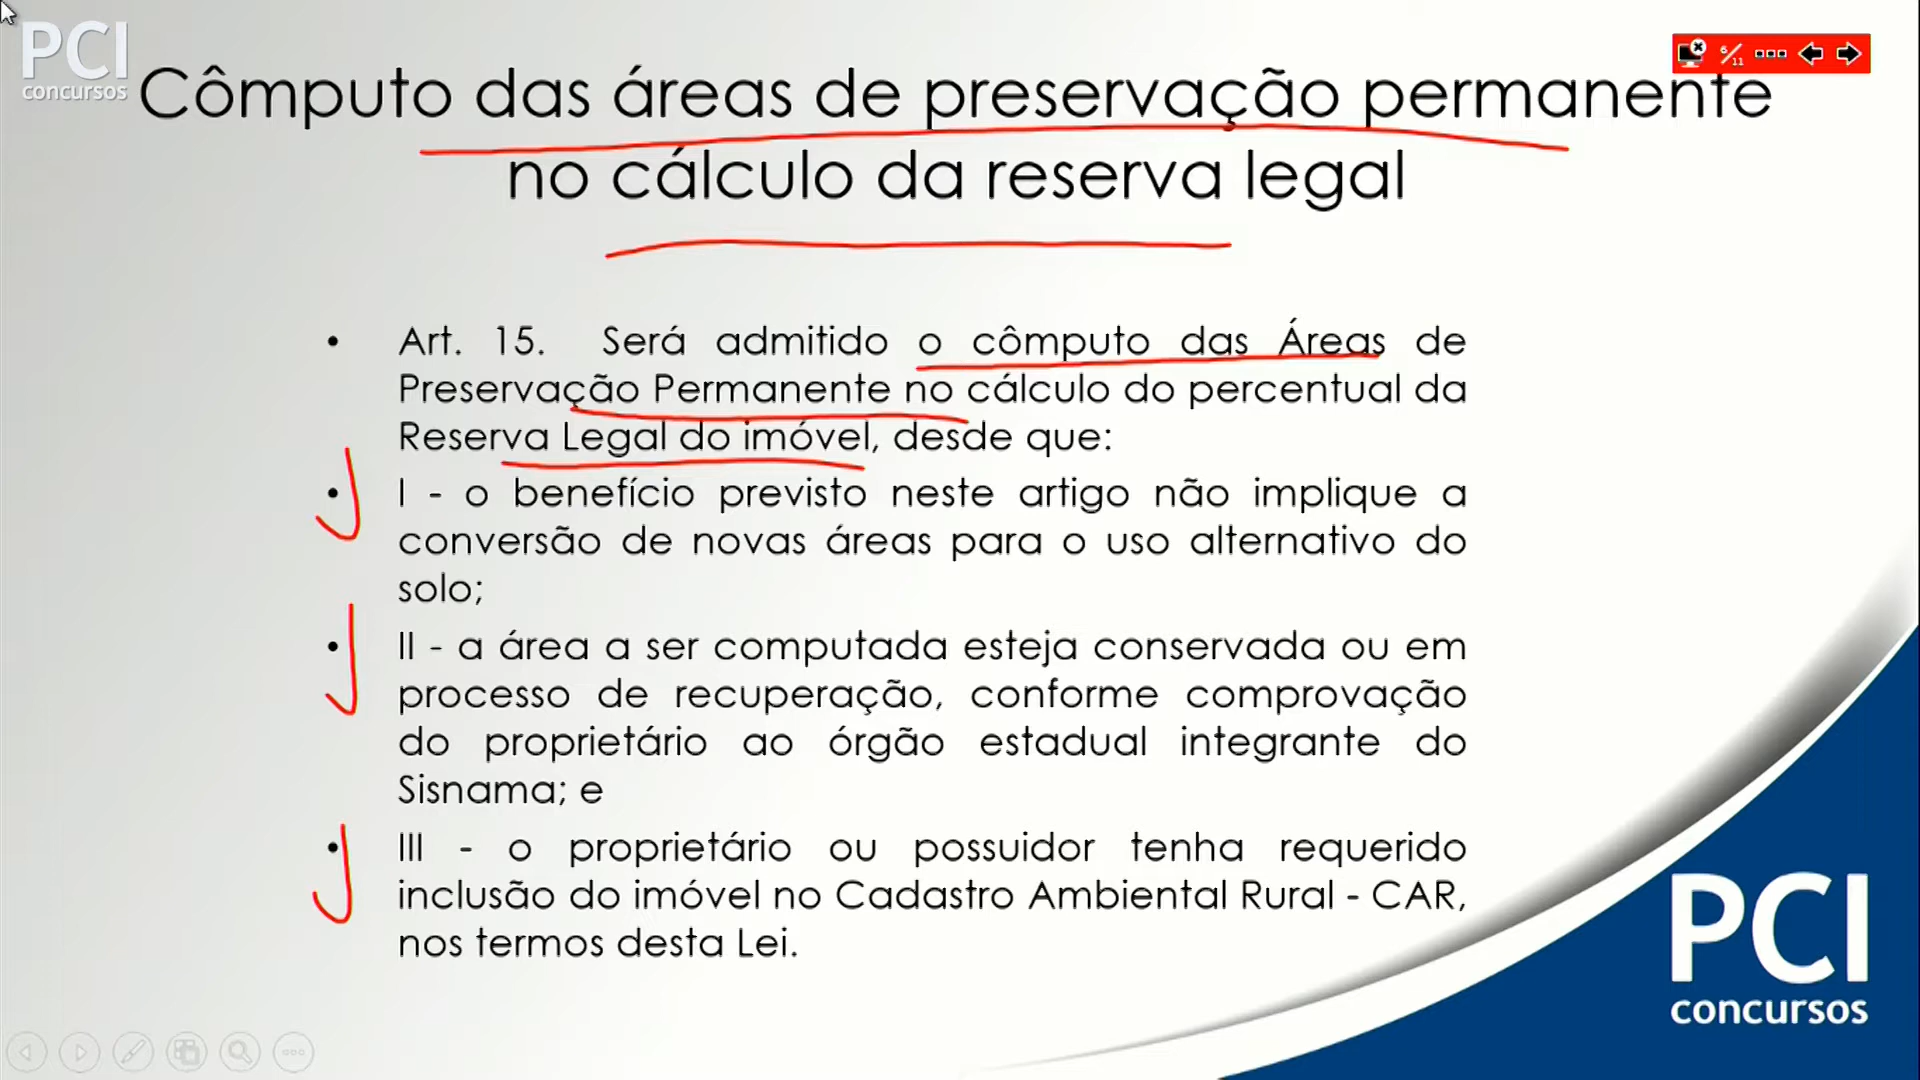 PCI
concursos
6/11
Cômputo das áreas de preservação permanente
no cálculo da reserva legal
• Art. 15. Será admitido o cômputo das Áreas de
Preservação Permanente no cálculo do percentual da
Reserva Legal do imóvel, desde que:
• I - o benefício previsto neste artigo não implique a
conversão de novas áreas para o uso alternativo do
solo;
• II - a área a ser computada esteja conservada ou em
processo de recuperação, conforme comprovação
do proprietário ao órgão estadual integrante do
Sisnama; e
• III - o proprietário ou possuidor tenha requerido
inclusão do imóvel no Cadastro Ambiental Rural - CAR,
nos termos desta Lei.
PCI
concursos